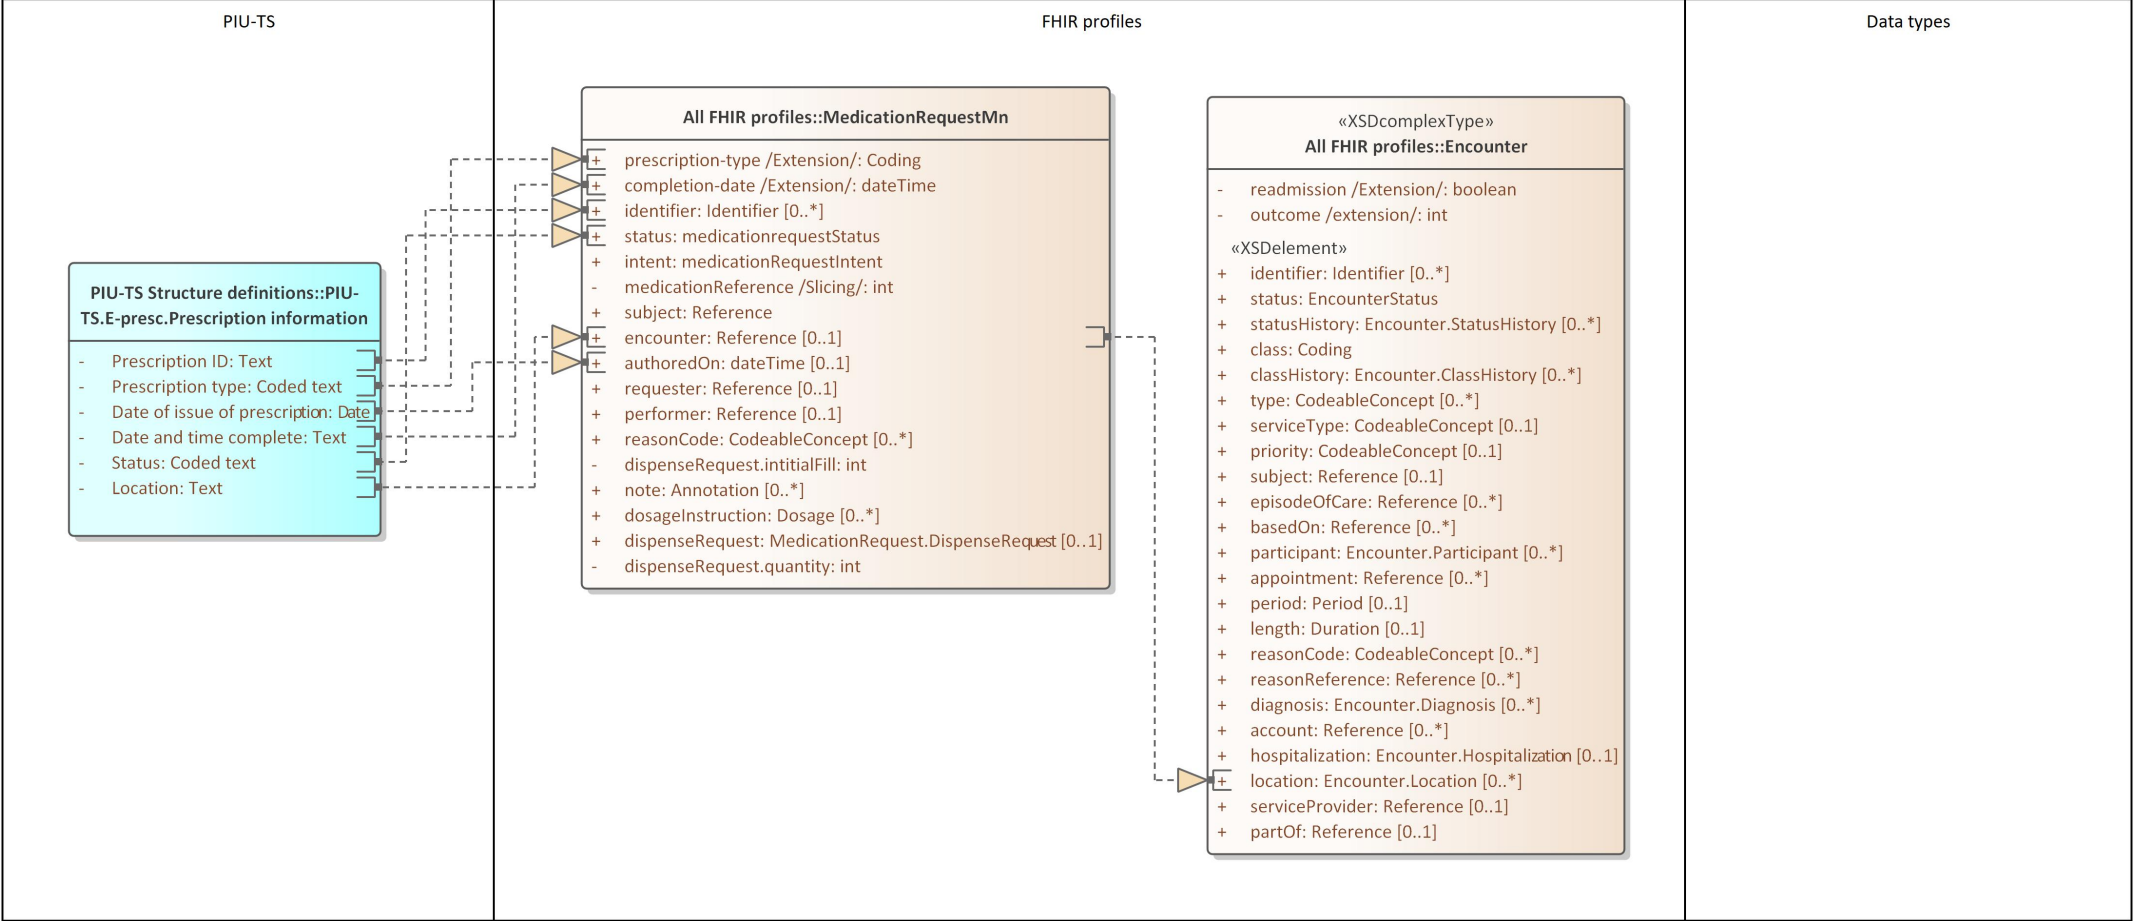 PIU-TS
FHIR profiles
Data types
PIU-TS Structure definitions::PIU-
TS.E-presc.Prescription information
- Prescription ID: Text
- Prescription type: Coded text
- Date of issue of prescription: Date
- Date and time complete: Text
- Status: Coded text
- Location: Text
All FHIR profiles::MedicationRequestMn
+ prescription-type /Extension/: Coding
+ completion-date /Extension/: dateTime
+ identifier: Identifier [0..*]
+ status: medicationrequestStatus
+ intent: medicationRequestIntent
- medicationReference /Slicing/: int
+ subject: Reference
+ encounter: Reference [0..1]
+ authoredOn: dateTime [0..1]
+ requester: Reference [0..1]
+ performer: Reference [0..1]
+ reasonCode: CodeableConcept [0..*]
- dispenseRequest.intitialFill: int
+ note: Annotation [0..*]
+ dosageInstruction: Dosage [0..*]
+ dispenseRequest: MedicationRequest.DispenseRequest [0..1]
- dispenseRequest.quantity: int
«XSDcomplexType»
All FHIR profiles::Encounter
- readmission /Extension/: boolean
- outcome /extension/: int
«XSDelement»
+ identifier: Identifier [0..*]
+ status: EncounterStatus
+ statusHistory: Encounter.StatusHistory [0..*]
+ class: Coding
+ classHistory: Encounter.ClassHistory [0..*]
+ type: CodeableConcept [0..*]
+ serviceType: CodeableConcept [0..1]
+ priority: CodeableConcept [0..1]
+ subject: Reference [0..1]
+ episodeOfCare: Reference [0..*]
+ basedOn: Reference [0..*]
+ participant: Encounter.Participant [0..*]
+ appointment: Reference [0..*]
+ period: Period [0..1]
+ length: Duration [0..1]
+ reasonCode: CodeableConcept [0..*]
+ reasonReference: Reference [0..*]
+ diagnosis: Encounter.Diagnosis [0..*]
+ account: Reference [0..*]
+ hospitalization: Encounter.Hospitalization [0..1]
+ location: Encounter.Location [0..*]
+ serviceProvider: Reference [0..1]
+ partOf: Reference [0..1]